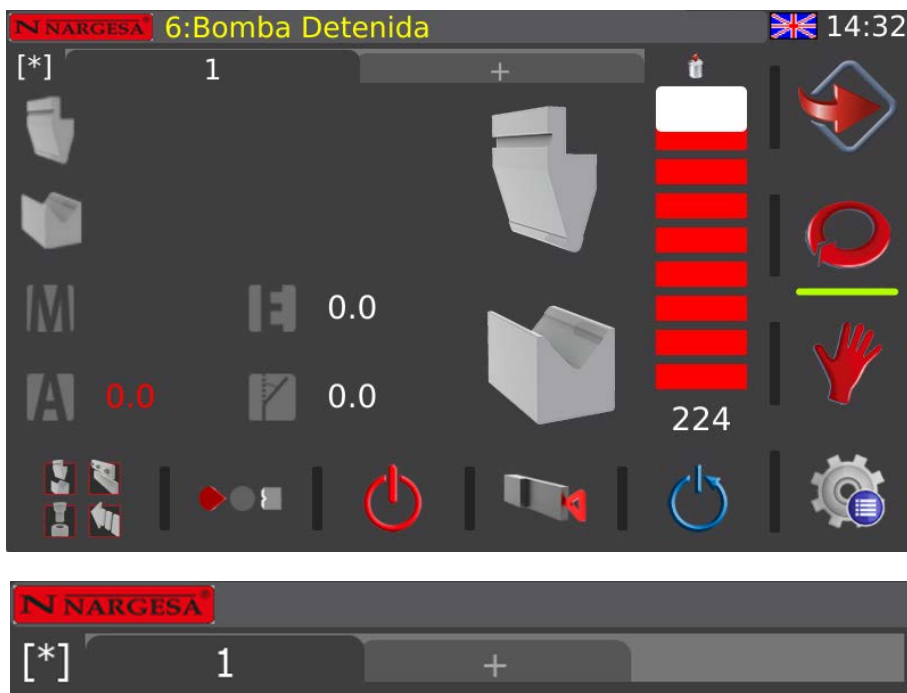 N NARGESA® 6:Bomba Detenida 14:32
[*] 1 +
M E 0.0
A 0.0 0.0
224
N NARGESA®
[*] 1 +